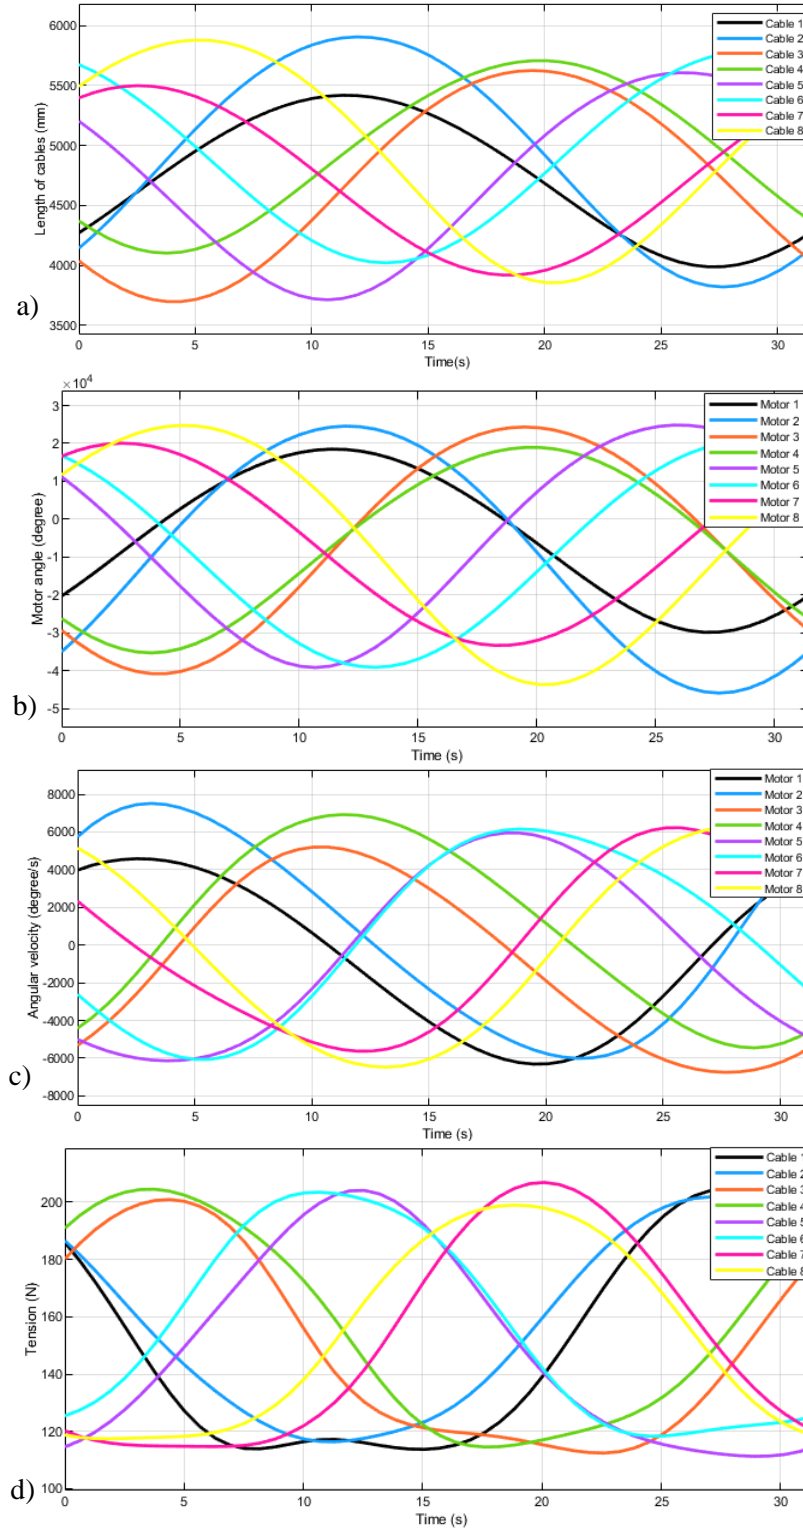 6000
5500
5000
4500
4000
3500
Length of cables (mm)
0 5 10 15 20 25 30
Time(s)
Cable 1
Cable 2
Cable 3
Cable 4
Cable 5
Cable 6
Cable 7
Cable 8
a)
×10⁴
3
2
1
0
-1
-2
-3
-4
-5
Motor angle (degree)
0 5 10 15 20 25 30
Time (s)
Motor 1
Motor 2
Motor 3
Motor 4
Motor 5
Motor 6
Motor 7
Motor 8
b)
8000
6000
4000
2000
0
-2000
-4000
-6000
-8000
Angular velocity (degree/s)
0 5 10 15 20 25 30
Time (s)
Motor 1
Motor 2
Motor 3
Motor 4
Motor 5
Motor 6
Motor 7
Motor 8
c)
200
180
160
140
120
100
Tension (N)
0 5 10 15 20 25 30
Time (s)
Cable 1
Cable 2
Cable 3
Cable 4
Cable 5
Cable 6
Cable 7
Cable 8
d)